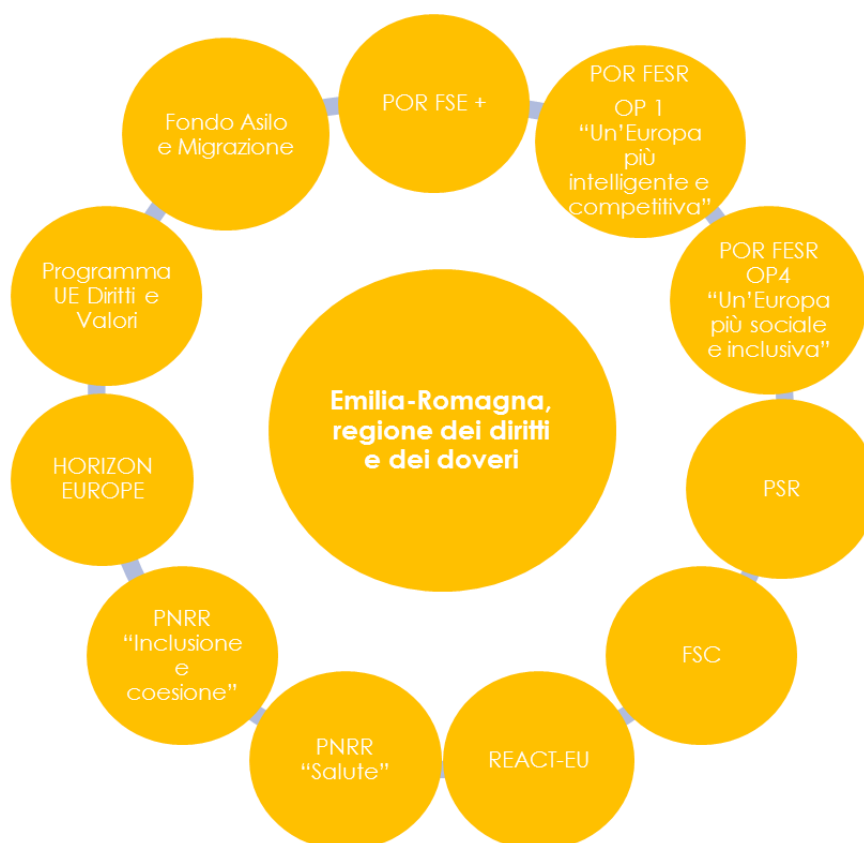 POR FSE +
POR FESR
OP 1
“Un’Europa
più
intelligente e
competitiva”
POR FESR
OP4
“Un’Europa
più sociale
e inclusiva”
PSR
FSC
REACT-EU
PNRR
“Salute”
PNRR
“Inclusione
e
coesione”
HORIZON
EUROPE
Programma
UE Diritti e
Valori
Fondo Asilo
e Migrazione
Emilia-Romagna,
regione dei diritti
e dei doveri